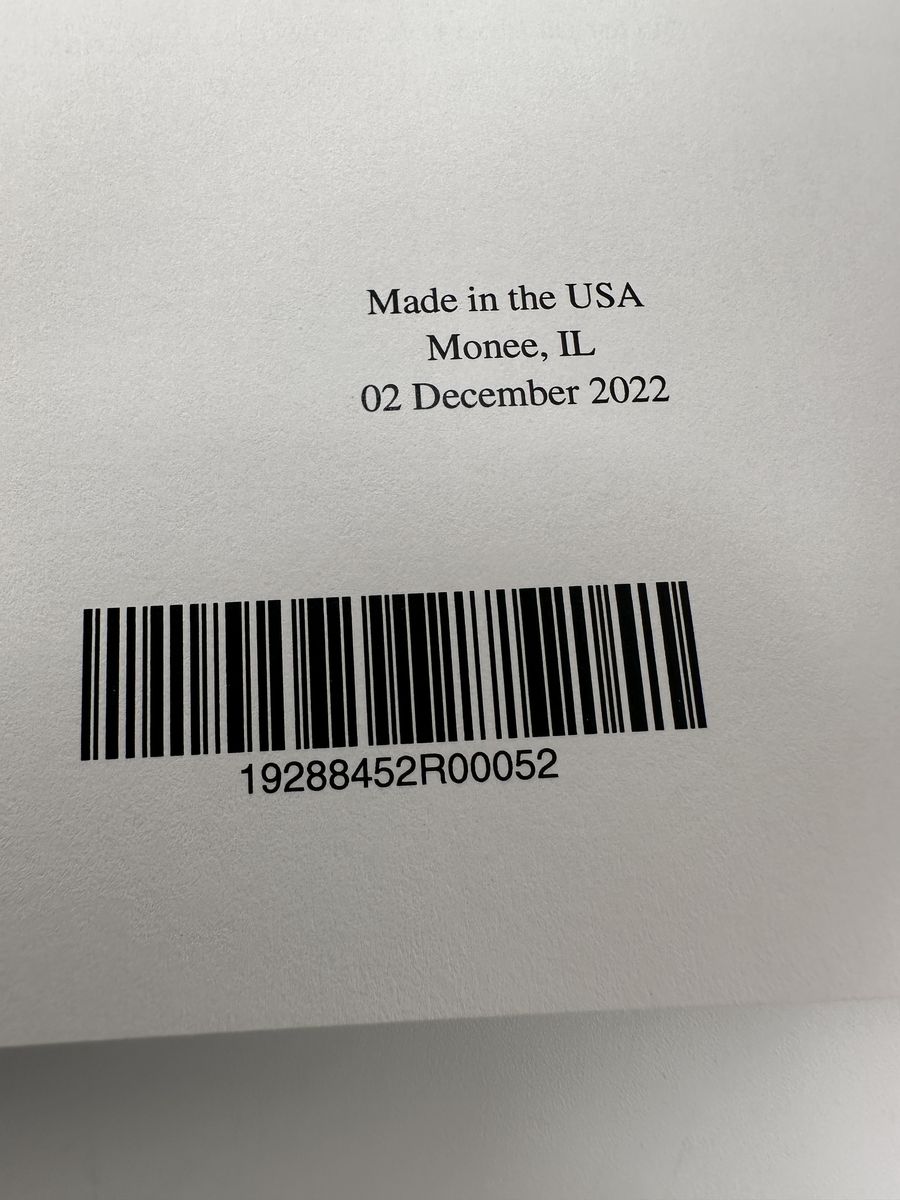 Made in the USA
Monee, IL
02 December 2022
19288452R00052